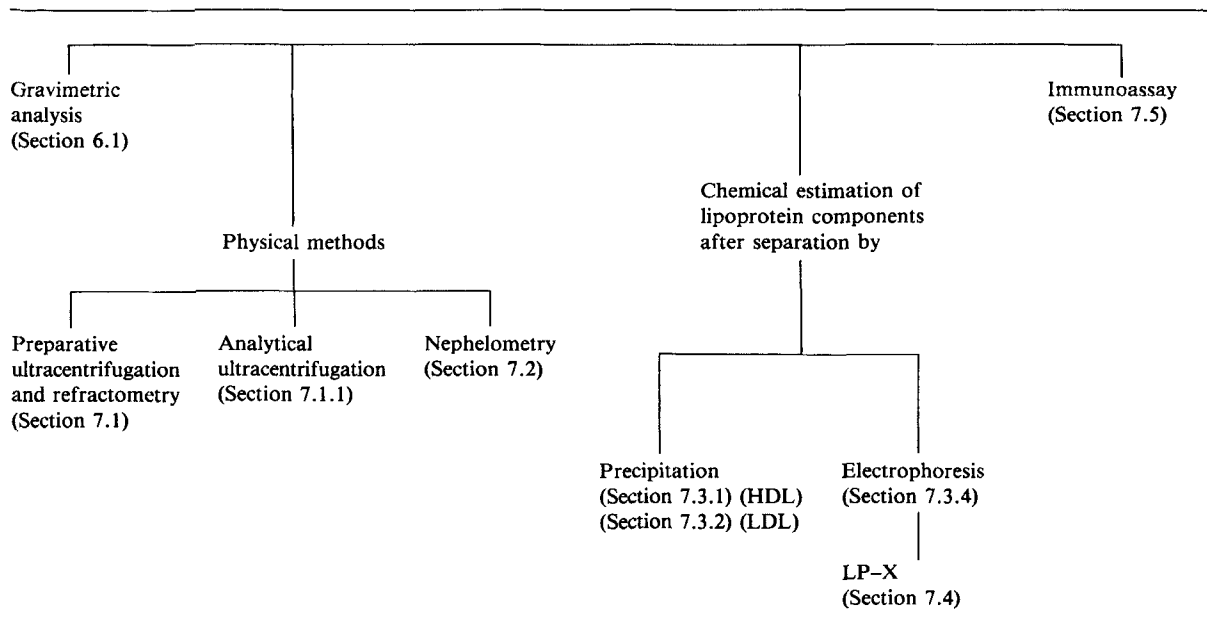 Gravimetric
analysis
(Section 6.1)
Immunoassay
(Section 7.5)
Chemical estimation of
lipoprotein components
after separation by
Physical methods
Preparative
ultracentrifugation
and refractometry
(Section 7.1)
Analytical
ultracentrifugation
(Section 7.1.1)
Nephelometry
(Section 7.2)
Precipitation
(Section 7.3.1) (HDL)
(Section 7.3.2) (LDL)
Electrophoresis
(Section 7.3.4)
LP–X
(Section 7.4)